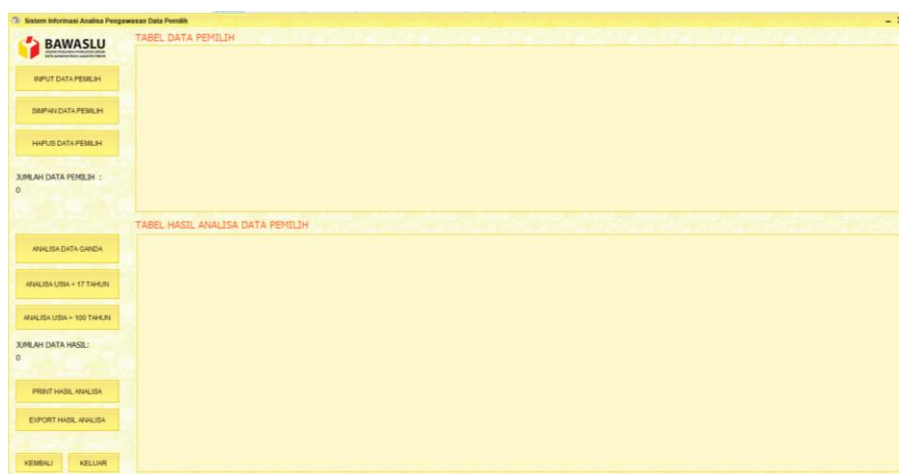 Sistem Informasi Analisa Pengawasan Data Pemilih
BAWASLU
TABEL DATA PEMILIH
INPUT DATA PEMILIH
SIMPAN DATA PEMILIH
HAPUS DATA PEMILIH
JUMLAH DATA PEMILIH :
0
TABEL HASIL ANALISA DATA PEMILIH
ANALISA DATA GANDA
ANALISA USIA < 17 TAHUN
ANALISA USIA 100 TAHUN
JUMLAH DATA HASIL:
0
PRINT HASIL ANALISA
EXPORT HASIL ANALISA
KEMBALI KELUAR